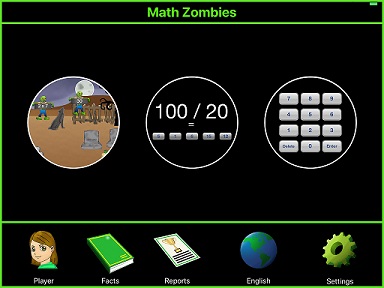 Math Zombies
100 / 20
=
7 8 9
4 5 6
1 2 3
Delete 0 Enter
Player Facts Reports English Settings